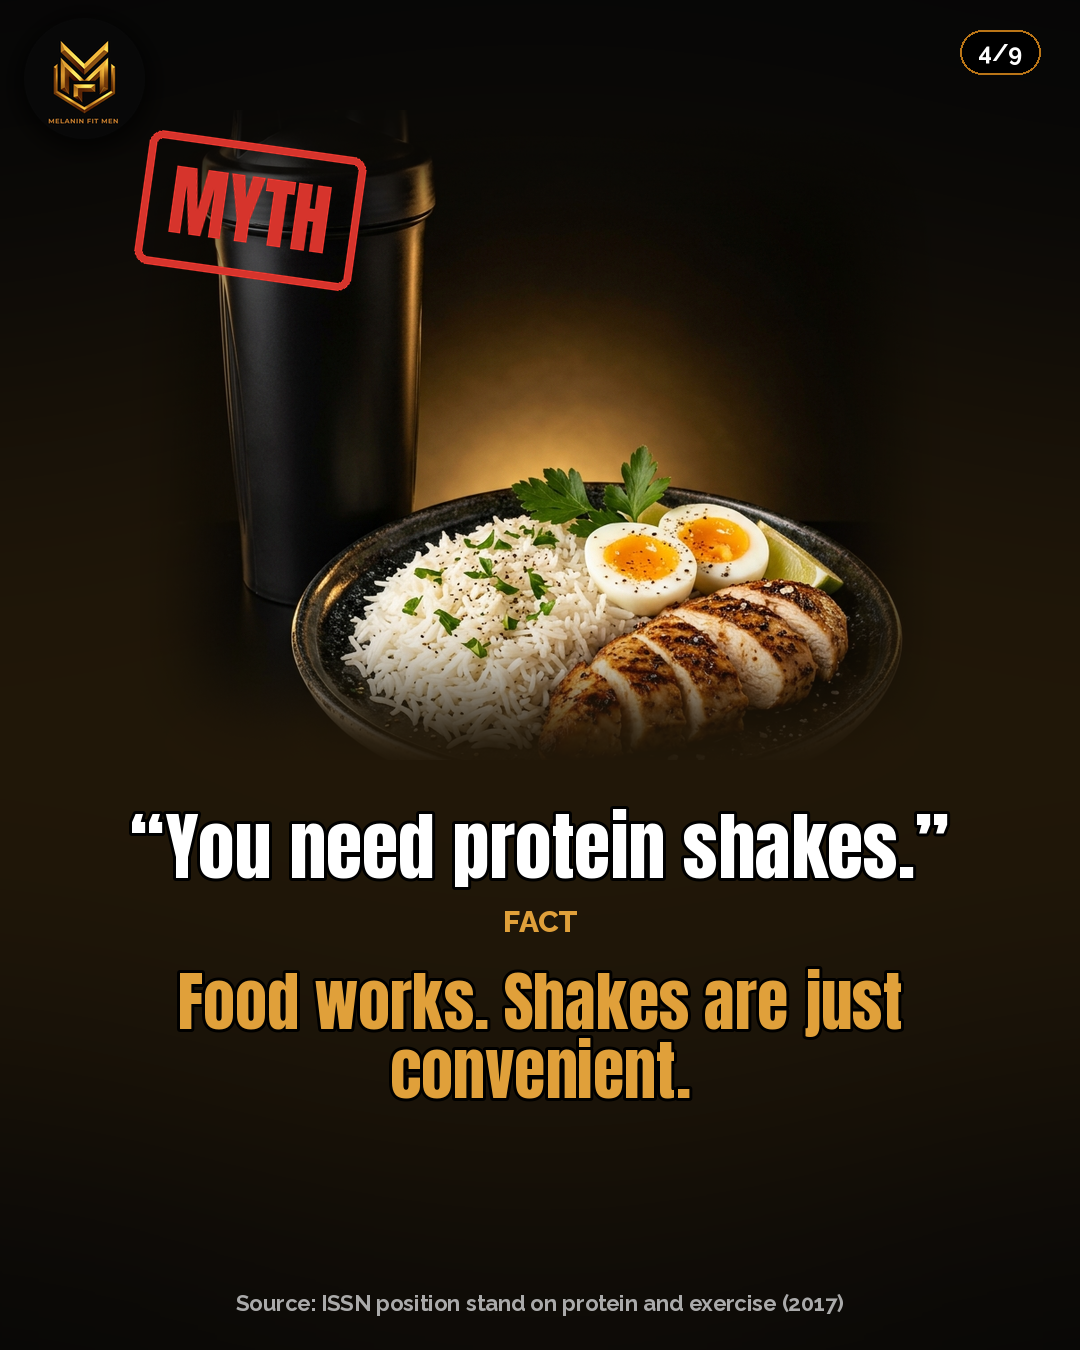 MELANIN FIT MEN
4/9
MYTH
“You need protein shakes.”
FACT
Food works. Shakes are just
convenient.
Source: ISSN position stand on protein and exercise (2017)